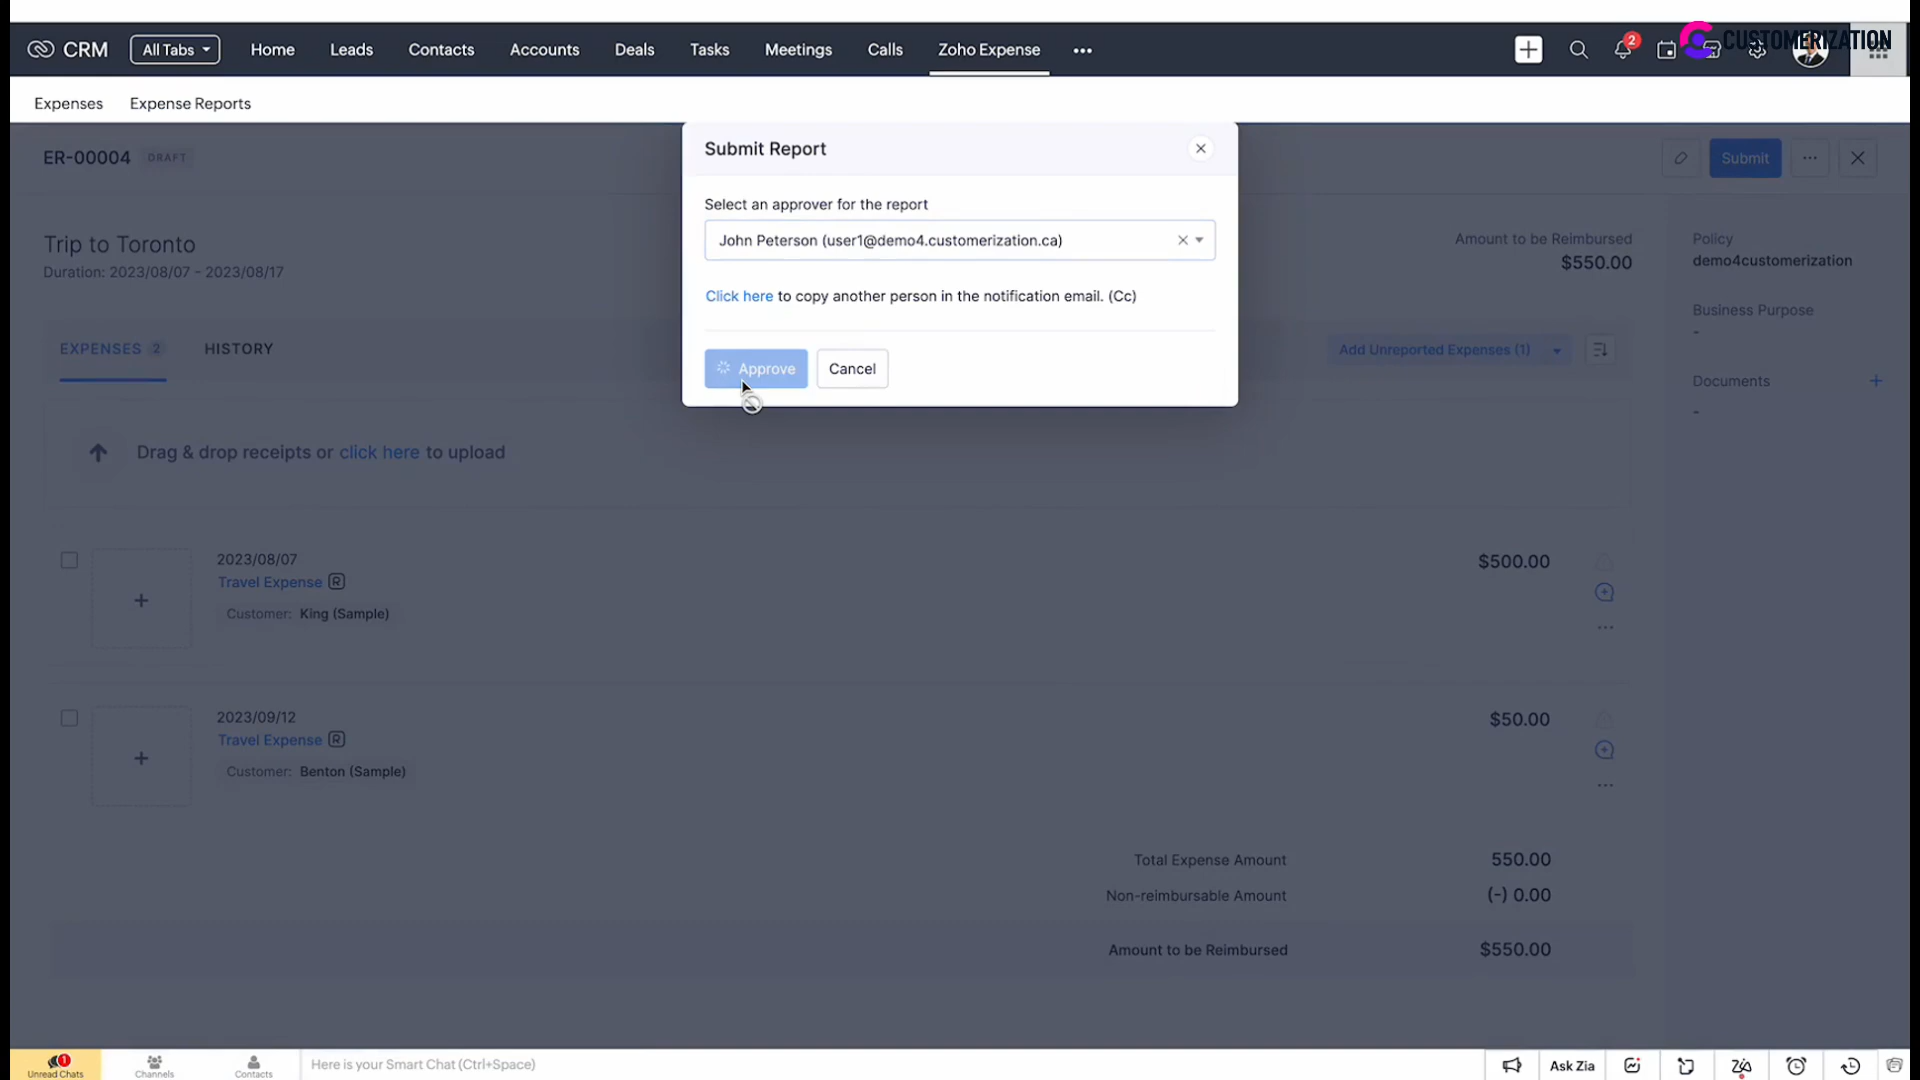 CRM
All Tabs
Home
Leads
Contacts
Accounts
Deals
Tasks
Meetings
Calls
Zoho Expense
2
CUSTOMERIZATION
Expenses
Expense Reports
ER-00004
DRAFT
Submit
Submit Report
Select an approver for the report
John Peterson (user1@demo4.customerization.ca)
Click here to copy another person in the notification email. (Cc)
Approve
Cancel
Trip to Toronto
Duration: 2023/08/07 - 2023/08/17
Amount to be Reimbursed
$550.00
Policy
demo4customerization
Business Purpose
-
Documents
-
EXPENSES 2
HISTORY
Add Unreported Expenses (1)
Drag & drop receipts or click here to upload
2023/08/07
Travel Expense R
Customer: King (Sample)
$500.00
2023/09/12
Travel Expense R
Customer: Benton (Sample)
$50.00
Total Expense Amount 550.00
Non-reimbursable Amount (-) 0.00
Amount to be Reimbursed $550.00
1
Unread Chats
Channels
Contacts
Here is your Smart Chat (Ctrl+Space)
Ask Zia